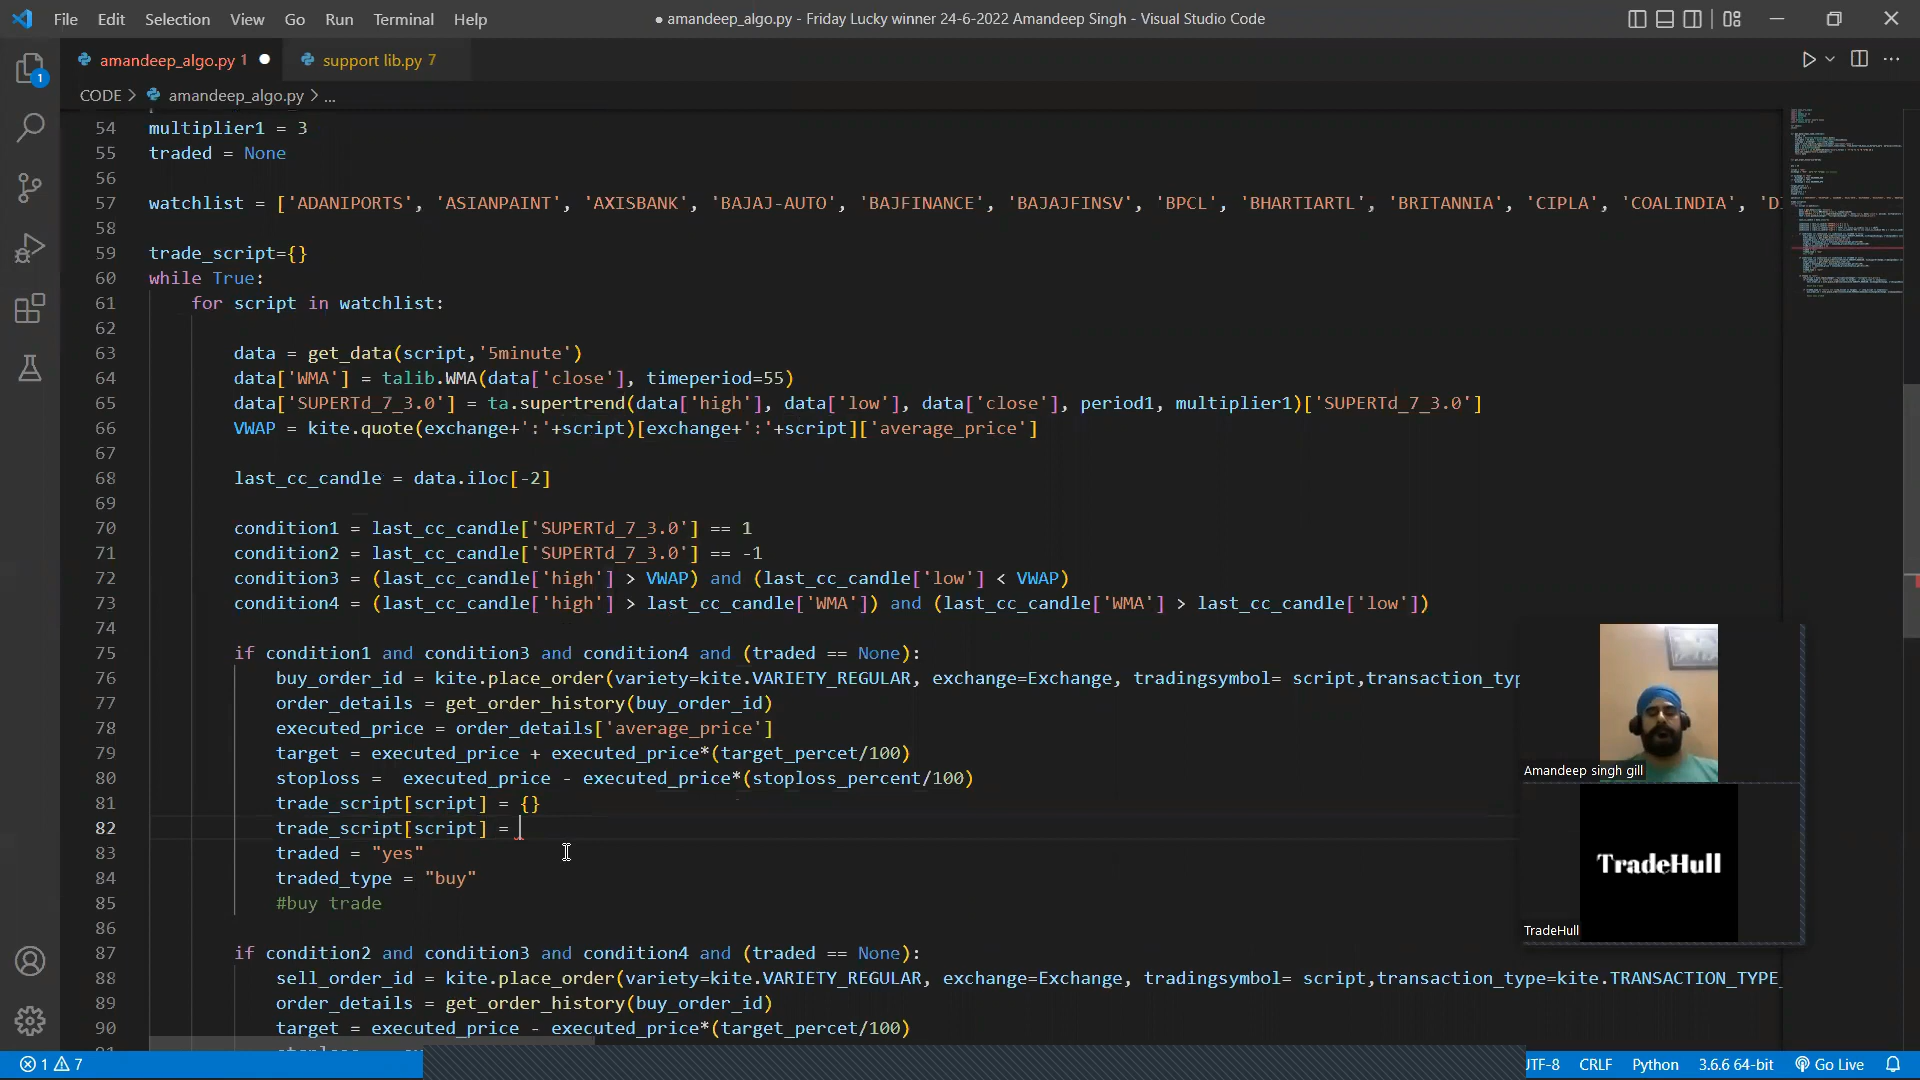 File Edit Selection View Go Run Terminal Help
● amandeep_algo.py - Friday Lucky winner 24-6-2022 Amandeep Singh - Visual Studio Code
amandeep_algo.py 1 ●
support lib.py 7
CODE > amandeep_algo.py > ...
1
54 multiplier1 = 3
55 traded = None
56
57 watchlist = ['ADANIPORTS', 'ASIANPAINT', 'AXISBANK', 'BAJAJ-AUTO', 'BAJFINANCE', 'BAJAJFINSV', 'BPCL', 'BHARTIARTL', 'BRITANNIA', 'CIPLA', 'COALINDIA',
58
59 trade_script={}
60 while True:
61 for script in watchlist:
62
63 data = get_data(script,'5minute')
64 data['WMA'] = talib.WMA(data['close'], timeperiod=55)
65 data['SUPERTd_7_3.0'] = ta.supertrend(data['high'], data['low'], data['close'], period1, multiplier1)['SUPERTd_7_3.0']
66 VWAP = kite.quote(exchange+':'+script)[exchange+':'+script]['average_price']
67
68 last_cc_candle = data.iloc[-2]
69
70 condition1 = last_cc_candle['SUPERTd_7_3.0'] == 1
71 condition2 = last_cc_candle['SUPERTd_7_3.0'] == -1
72 condition3 = (last_cc_candle['high'] > VWAP) and (last_cc_candle['low'] < VWAP)
73 condition4 = (last_cc_candle['high'] > last_cc_candle['WMA']) and (last_cc_candle['WMA'] > last_cc_candle['low'])
74
75 if condition1 and condition3 and condition4 and (traded == None):
76 buy_order_id = kite.place_order(variety=kite.VARIETY_REGULAR, exchange=Exchange, tradingsymbol= script,transaction_typ
77 order_details = get_order_history(buy_order_id)
78 executed_price = order_details['average_price']
79 target = executed_price + executed_price*(target_percet/100)
80 stoploss =  executed_price - executed_price*(stoploss_percent/100)
81 trade_script[script] = {}
82 trade_script[script] =
83 traded = "yes"
84 traded_type = "buy"
85 #buy trade
86
87 if condition2 and condition3 and condition4 and (traded == None):
88 sell_order_id = kite.place_order(variety=kite.VARIETY_REGULAR, exchange=Exchange, tradingsymbol= script,transaction_type=kite.TRANSACTION_TYPE_
89 order_details = get_order_history(buy_order_id)
90 target = executed_price - executed_price*(target_percet/100)
Amandeep singh gill
TradeHull
TradeHull
1 7
UTF-8 CRLF Python 3.6.6 64-bit Go Live